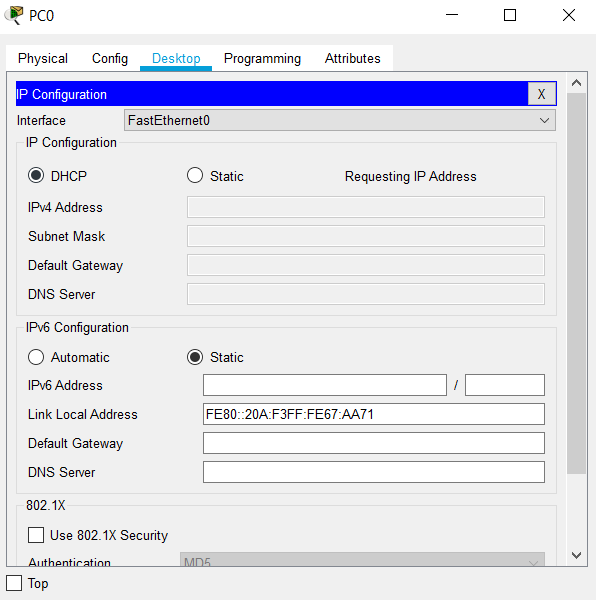 PC0
Physical Config Desktop Programming Attributes
IP Configuration X
Interface FastEthernet0
IP Configuration
DHCP Static Requesting IP Address
IPv4 Address
Subnet Mask
Default Gateway
DNS Server
IPv6 Configuration
Automatic Static
IPv6 Address /
Link Local Address FE80::20A:F3FF:FE67:AA71
Default Gateway
DNS Server
802.1X
Use 802.1X Security
Authentication MD5
Top